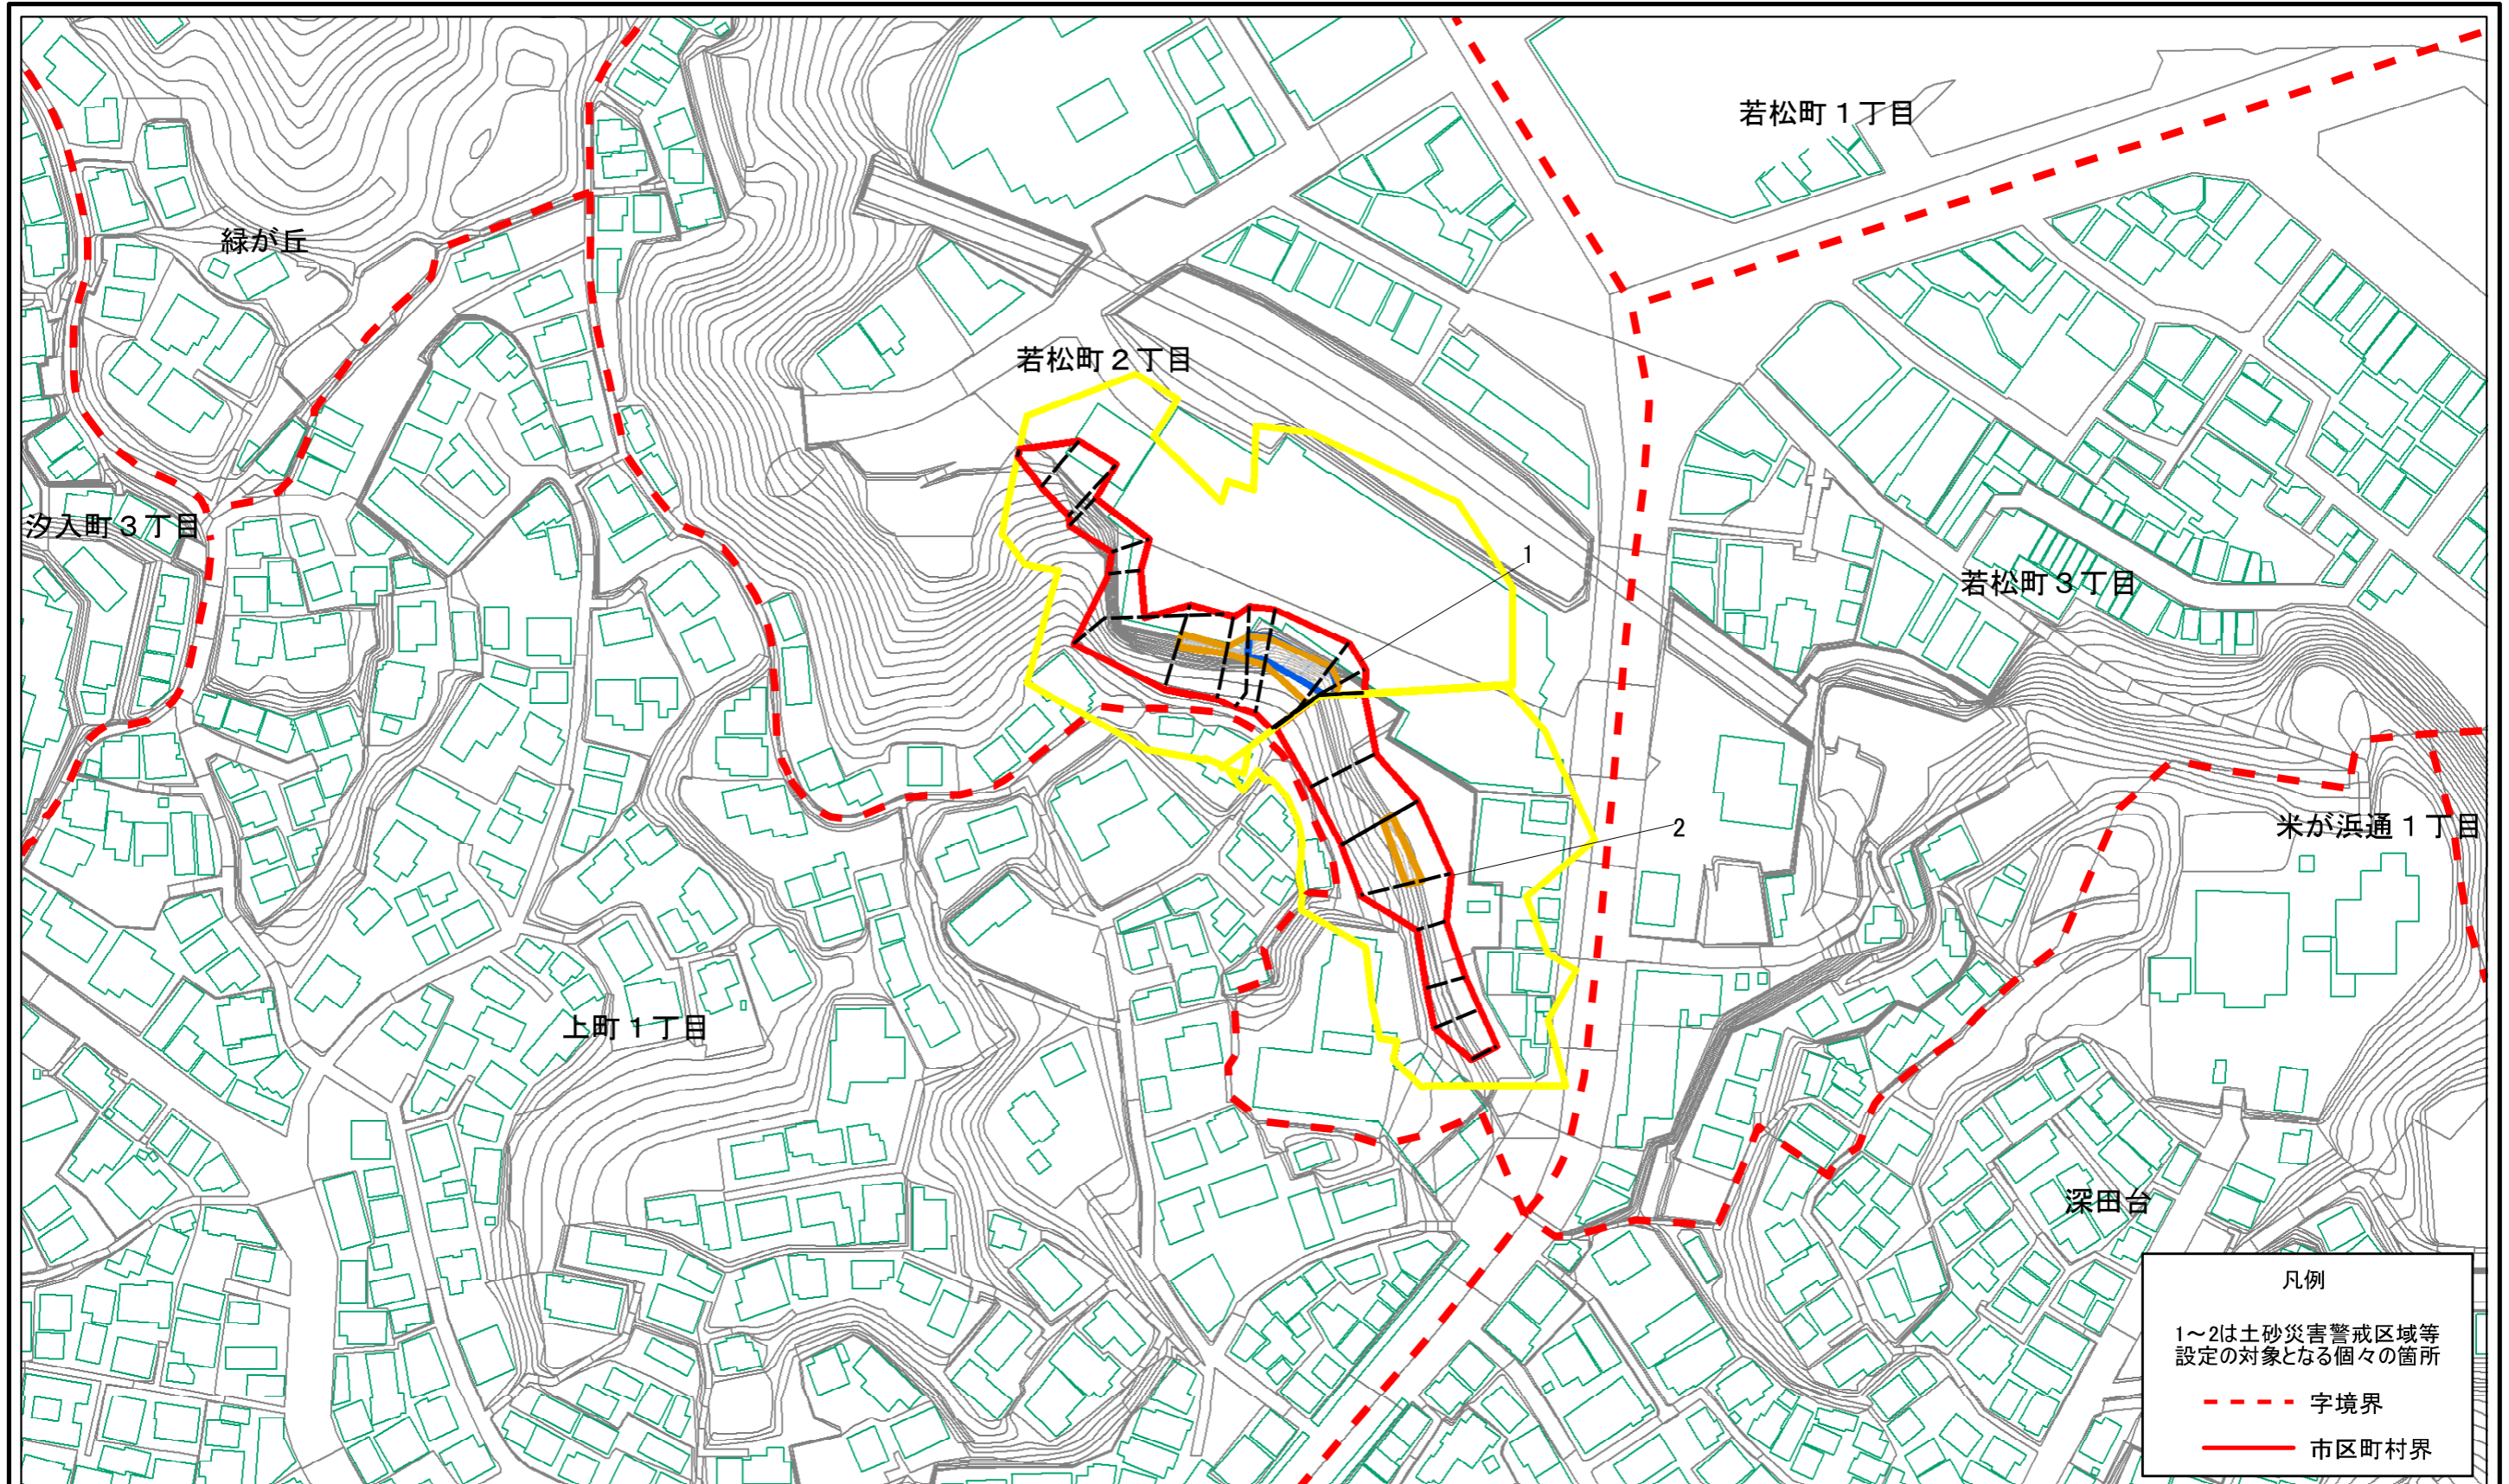 若松町１丁目
緑が丘
若松町２丁目
汐入町３丁目
1
若松町３丁目
2
米が浜通１丁目
上町１丁目
深田台
凡例
1～2は土砂災害警戒区域等
設定の対象となる個々の箇所
字境界
市区町村界